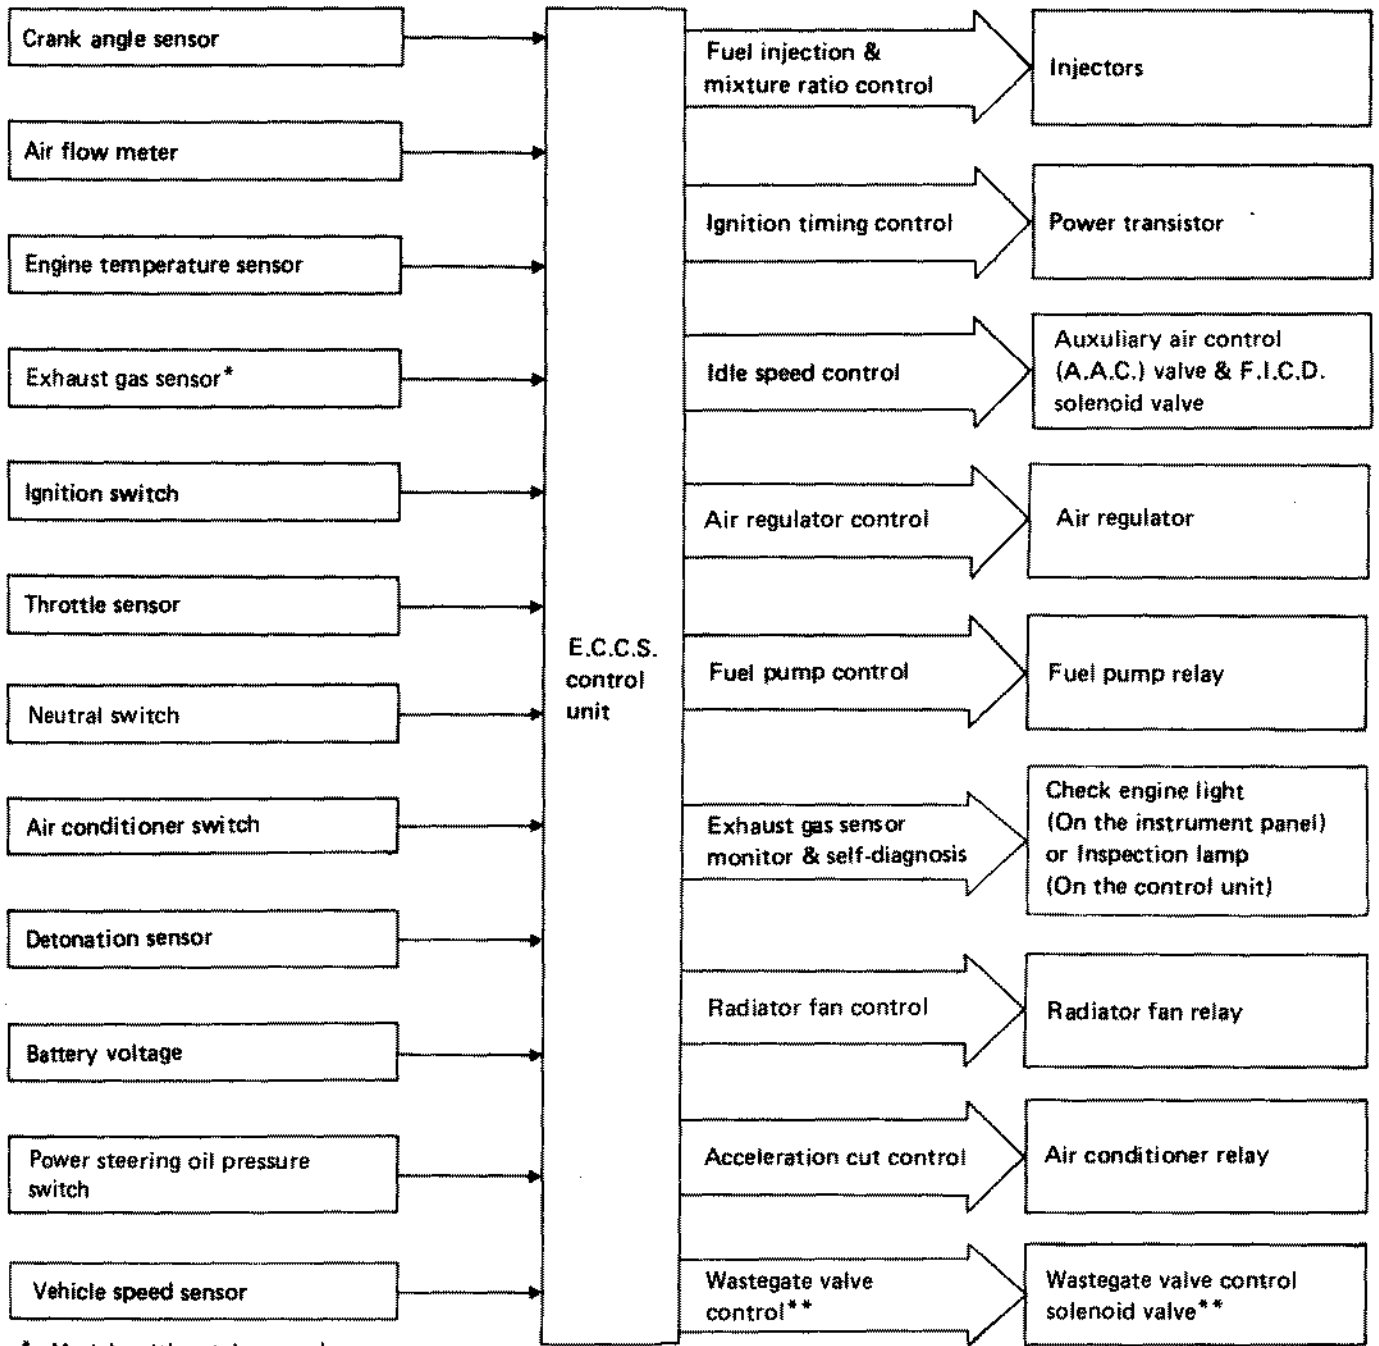 Crank angle sensor
Air flow meter
Engine temperature sensor
Exhaust gas sensor*
Ignition switch
Throttle sensor
Neutral switch
Air conditioner switch
Detonation sensor
Battery voltage
Power steering oil pressure
switch
Vehicle speed sensor
E.C.C.S.
control
unit
Fuel injection &
mixture ratio control
Injectors
Ignition timing control
Power transistor
Idle speed control
Auxuliary air control
(A.A.C.) valve & F.I.C.D.
solenoid valve
Air regulator control
Air regulator
Fuel pump control
Fuel pump relay
Exhaust gas sensor
monitor & self-diagnosis
Check engine light
(On the instrument panel)
or Inspection lamp
(On the control unit)
Radiator fan control
Radiator fan relay
Acceleration cut control
Air conditioner relay
Wastegate valve
control**
Wastegate valve control
solenoid valve**